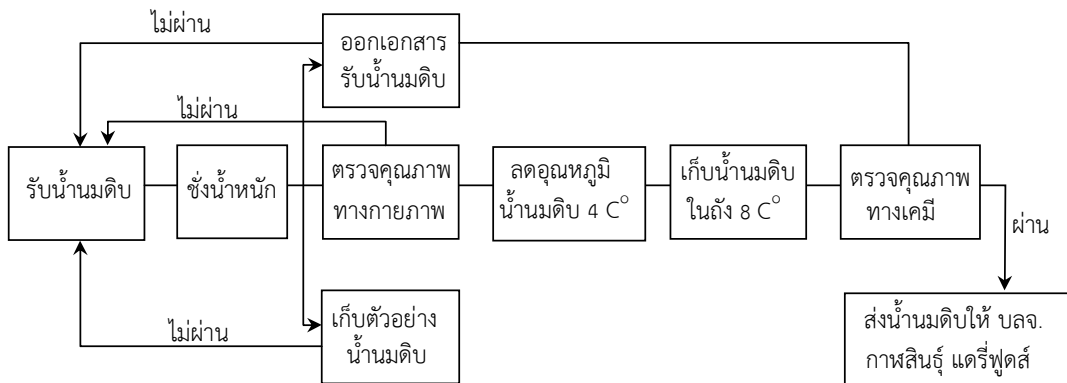 ไม่ผ่าน
ออกเอกสาร
รับน้ำนมดิบ
ไม่ผ่าน
รับน้ำนมดิบ
ชั่งน้ำหนัก
ตรวจคุณภาพ
ทางกายภาพ
ลดอุณหภูมิ
น้ำนมดิบ 4 C°
เก็บน้ำนมดิบ
ในถัง 8 C°
ตรวจคุณภาพ
ทางเคมี
ผ่าน
ไม่ผ่าน
เก็บตัวอย่าง
น้ำนมดิบ
ส่งน้ำนมดิบให้ บลจ.
กาฬสินธุ์ แดรี่ฟูดส์